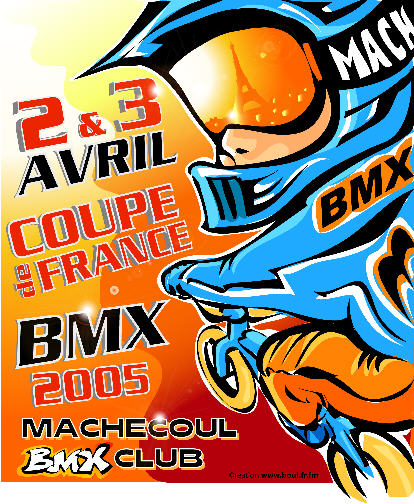 2 & 3
AVRIL
COUPE
de FRANCE
BMX
2005
MACHECOUL
BMX CLUB
MACH
BMX